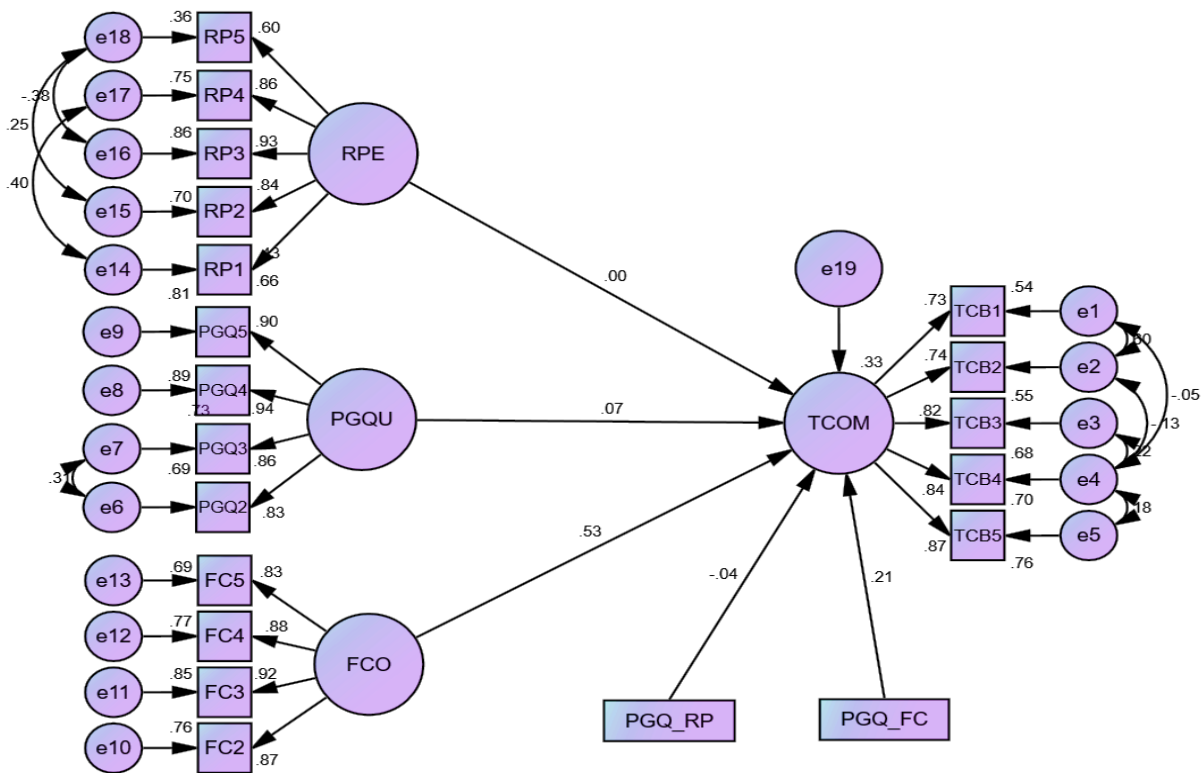 e18
.36
RP5
.60
e17
.75
RP4
.86
-.38
.25
e16
.86
RP3
.93
RPE
.40
e15
.70
RP2
.84
e14
RP1
.66
.81
.00
e9
PGQ5
.90
e8
.89
PGQ4
.94
.73
PGQU
.07
e7
PGQ3
.86
.69
.31
e6
PGQ2
.83
.53
e13
.69
FC5
.83
e12
.77
FC4
.88
FCO
e11
.85
FC3
.92
e10
.76
FC2
.87
e19
.33
TCOM
.73
TCB1
.54
e1
.74
TCB2
e2
-.05
.55
.82
TCB3
e3
-.13
.68
.84
TCB4
e4
.70
.18
.87
TCB5
e5
.76
-.04
.21
PGQ_RP
PGQ_FC